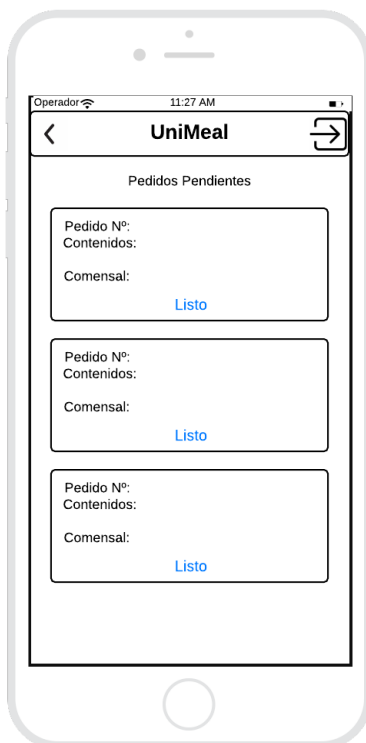 Operador 11:27 AM
UniMeal
Pedidos Pendientes
Pedido Nº:
Contenidos:
Comensal:
Listo
Pedido Nº:
Contenidos:
Comensal:
Listo
Pedido Nº:
Contenidos:
Comensal:
Listo